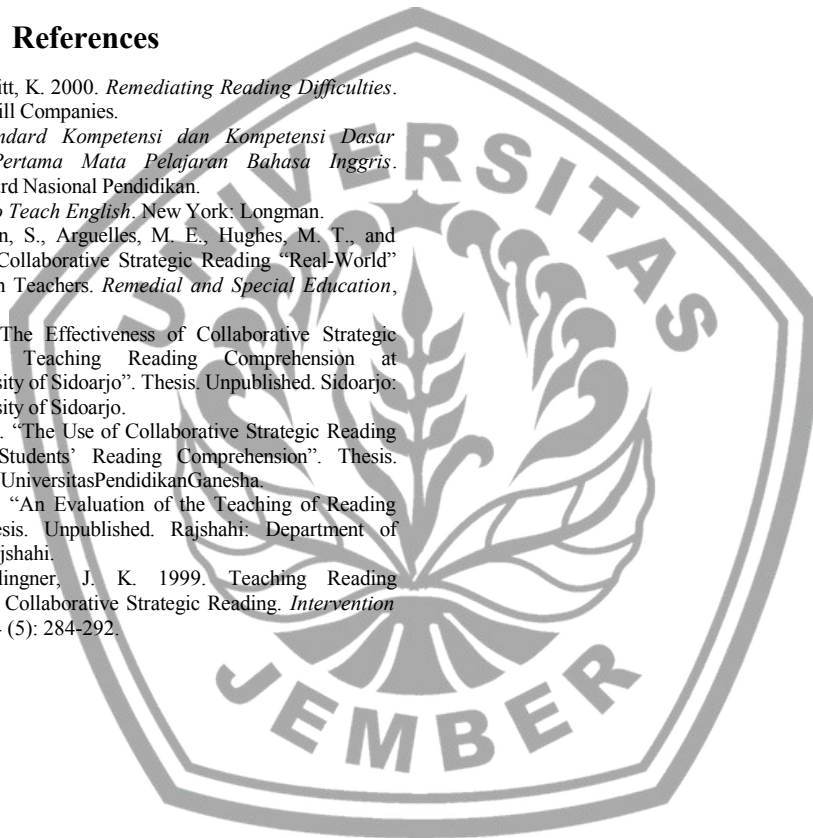 References
itt, K. 2000. Remediating Reading Difficulties.
ill Companies.
ndard Kompetensi dan Kompetensi Dasar
Pertama Mata Pelajaran Bahasa Inggris.
ard Nasional Pendidikan.
o Teach English. New York: Longman.
n, S., Arguelles, M. E., Hughes, M. T., and
Collaborative Strategic Reading “Real-World”
n Teachers. Remedial and Special Education,
The Effectiveness of Collaborative Strategic
Teaching Reading Comprehension at
sity of Sidoarjo”. Thesis. Unpublished. Sidoarjo:
sity of Sidoarjo.
. “The Use of Collaborative Strategic Reading
Students’ Reading Comprehension”. Thesis.
UniversitasPendidikanGanesha.
“An Evaluation of the Teaching of Reading
esis. Unpublished. Rajshahi: Department of
jshahi.
lingner, J. K. 1999. Teaching Reading
Collaborative Strategic Reading. Intervention
(5): 284-292.
UNIVERSITAS
JEMBER